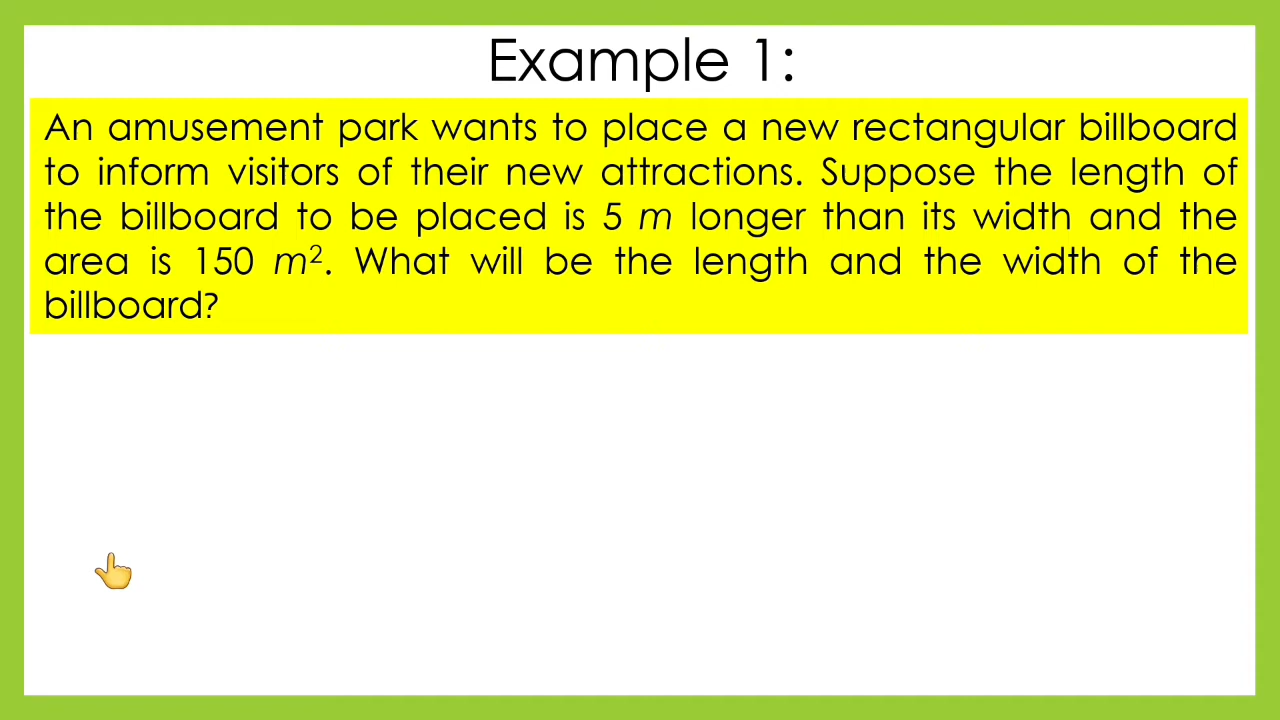 Example 1:
An amusement park wants to place a new rectangular billboard
to inform visitors of their new attractions. Suppose the length of
the billboard to be placed is 5 m longer than its width and the
area is 150 m². What will be the length and the width of the
billboard?